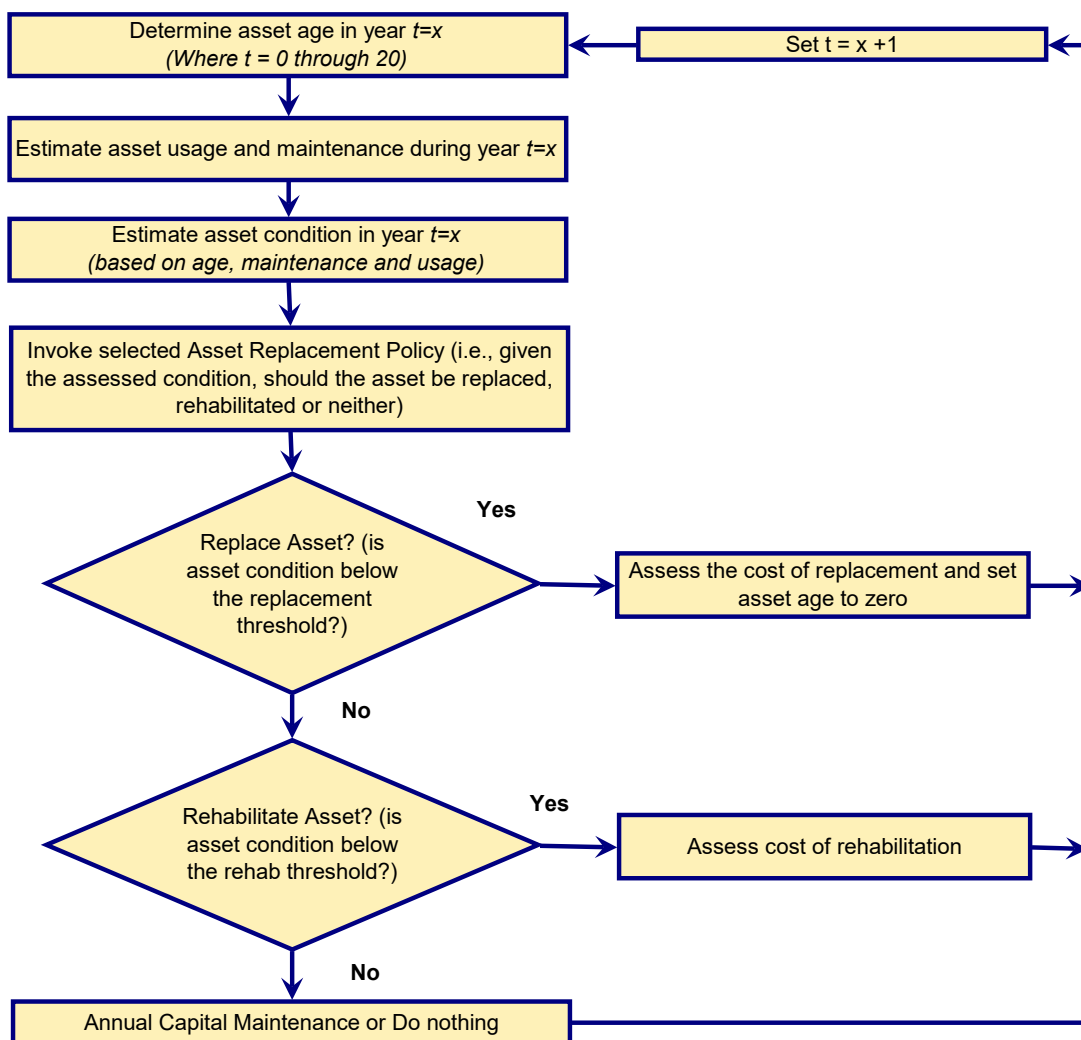 Determine asset age in year t=x
(Where t = 0 through 20)
Set t = x +1
Estimate asset usage and maintenance during year t=x
Estimate asset condition in year t=x
(based on age, maintenance and usage)
Invoke selected Asset Replacement Policy (i.e., given
the assessed condition, should the asset be replaced,
rehabilitated or neither)
Replace Asset? (is
asset condition below
the replacement
threshold?)
Yes
Assess the cost of replacement and set
asset age to zero
No
Rehabilitate Asset? (is
asset condition below
the rehab threshold?)
Yes
Assess cost of rehabilitation
No
Annual Capital Maintenance or Do nothing